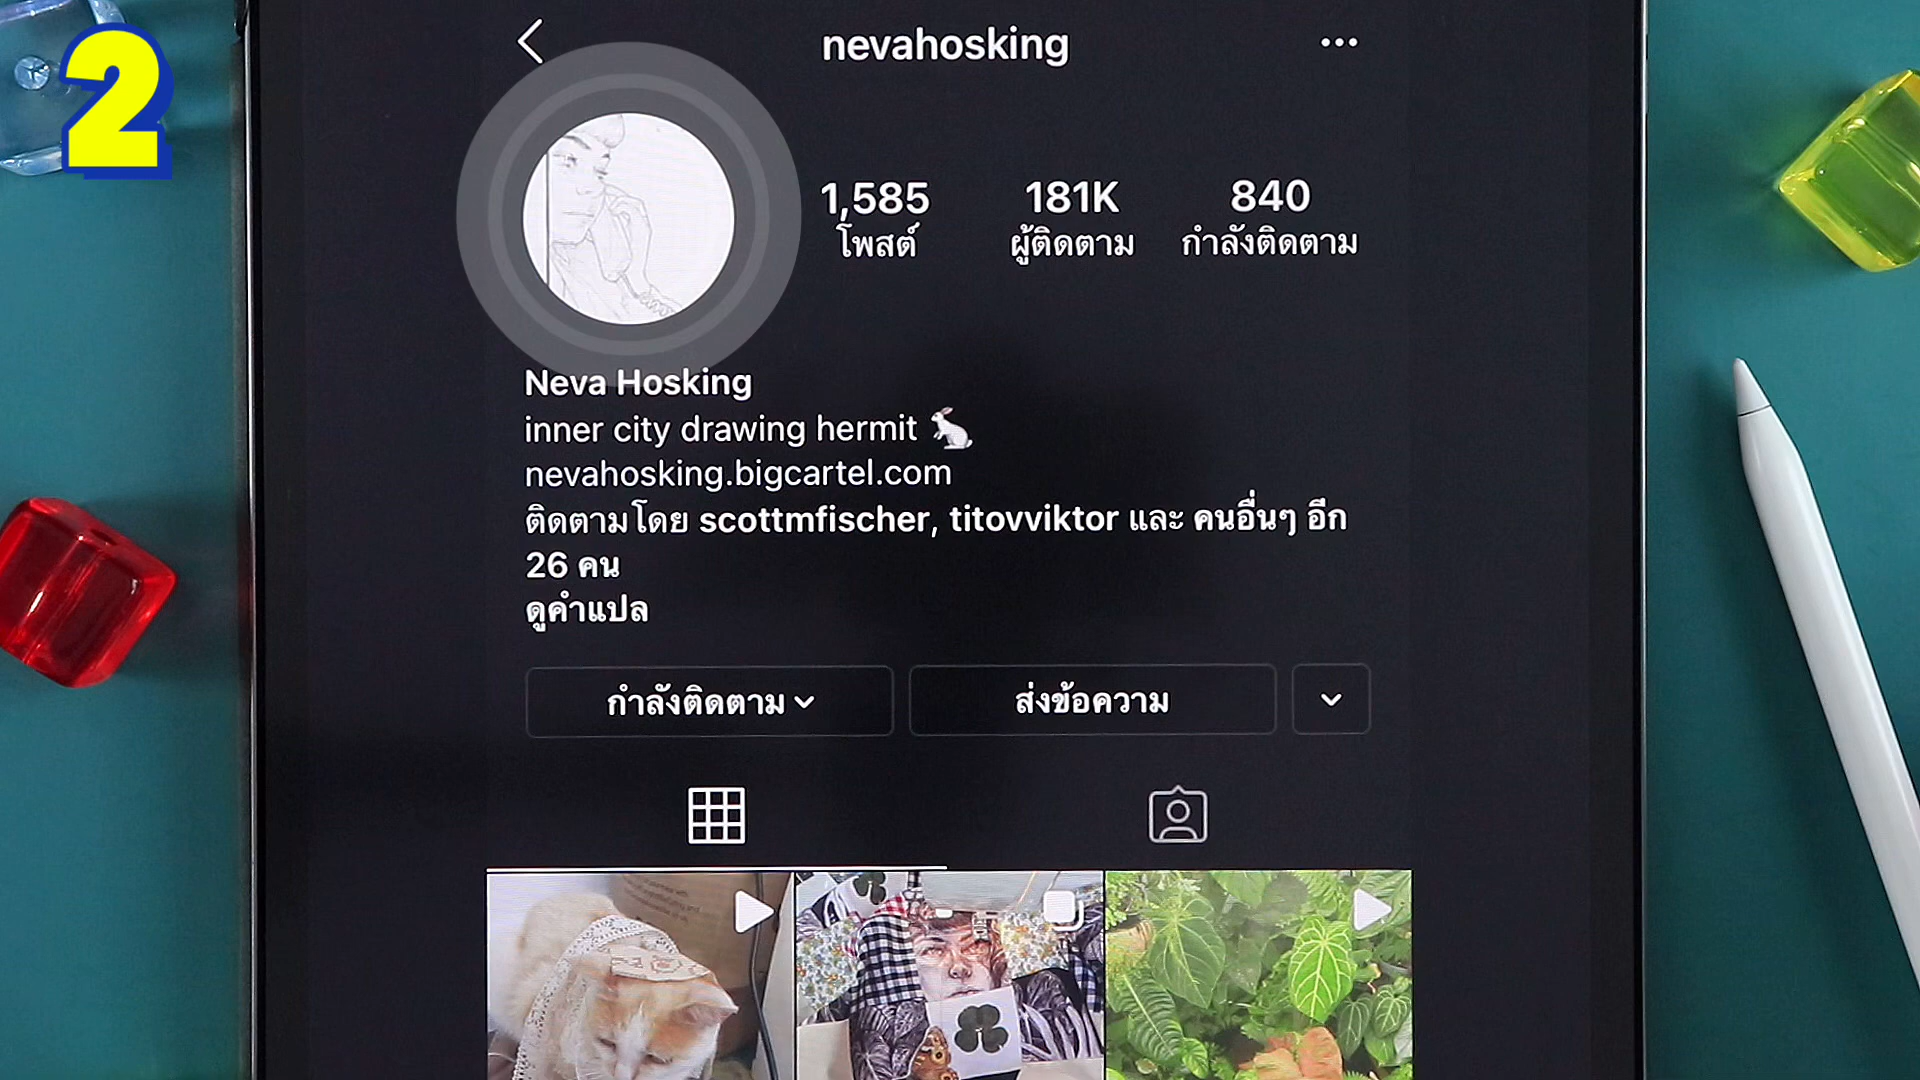 2
nevahosking
1,585
โพสต์
181K
ผู้ติดตาม
840
กำลังติดตาม
Neva Hosking
inner city drawing hermit 🐇
nevahosking.bigcartel.com
ติดตามโดย scottmfischer, titovviktor และ คนอื่นๆ อีก
26 คน
ดูคำแปล
กำลังติดตาม
ส่งข้อความ